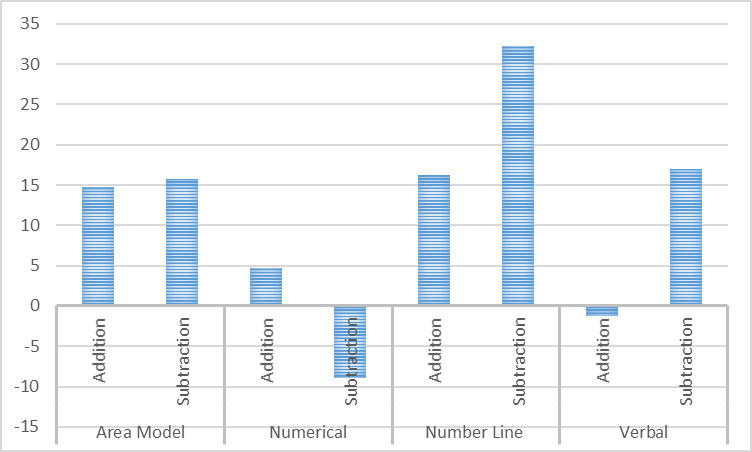 35
30
25
20
15
10
5
0
-5
-10
-15
Addition
Subtraction
Addition
Subtraction
Addition
Subtraction
Addition
Subtraction
Area Model
Numerical
Number Line
Verbal